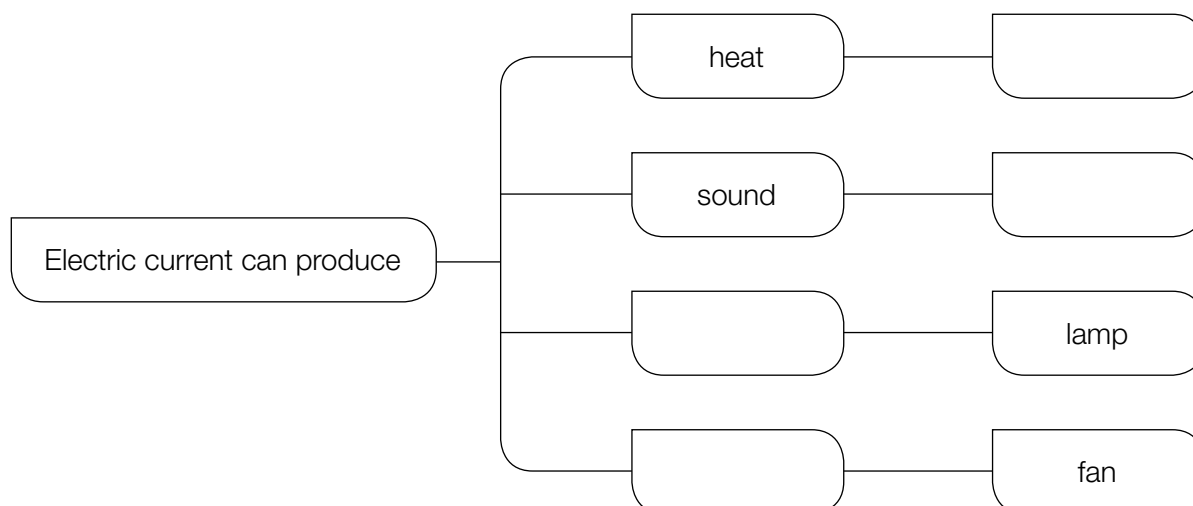 heat
sound
Electric current can produce
lamp
fan